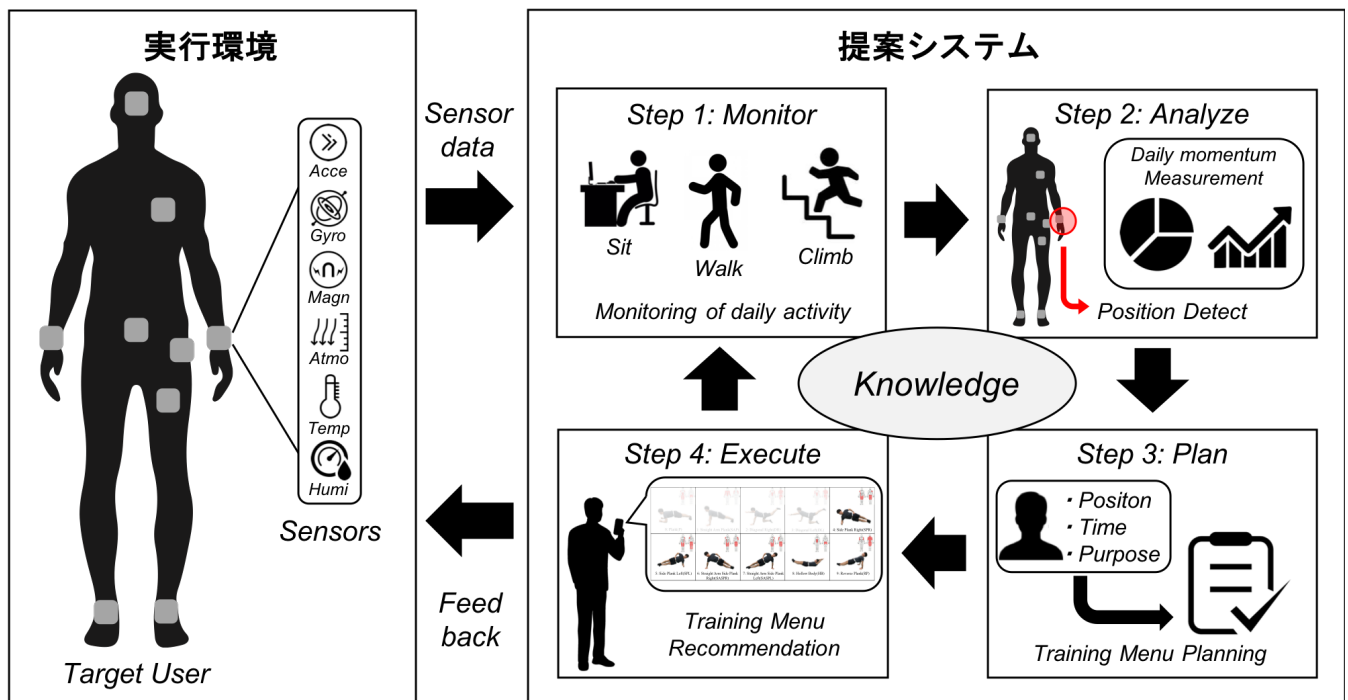 実行環境
Acce
Gyro
Magn
Atmo
Temp
Humi
Sensors
Target User
Sensor
data
Feed
back
提案システム
Step 1: Monitor
Sit
Walk
Climb
Monitoring of daily activity
Step 2: Analyze
Daily momentum
Measurement
Position Detect
Knowledge
Step 3: Plan
・Positon
・Time
・Purpose
Training Menu Planning
Step 4: Execute
Training Menu
Recommendation